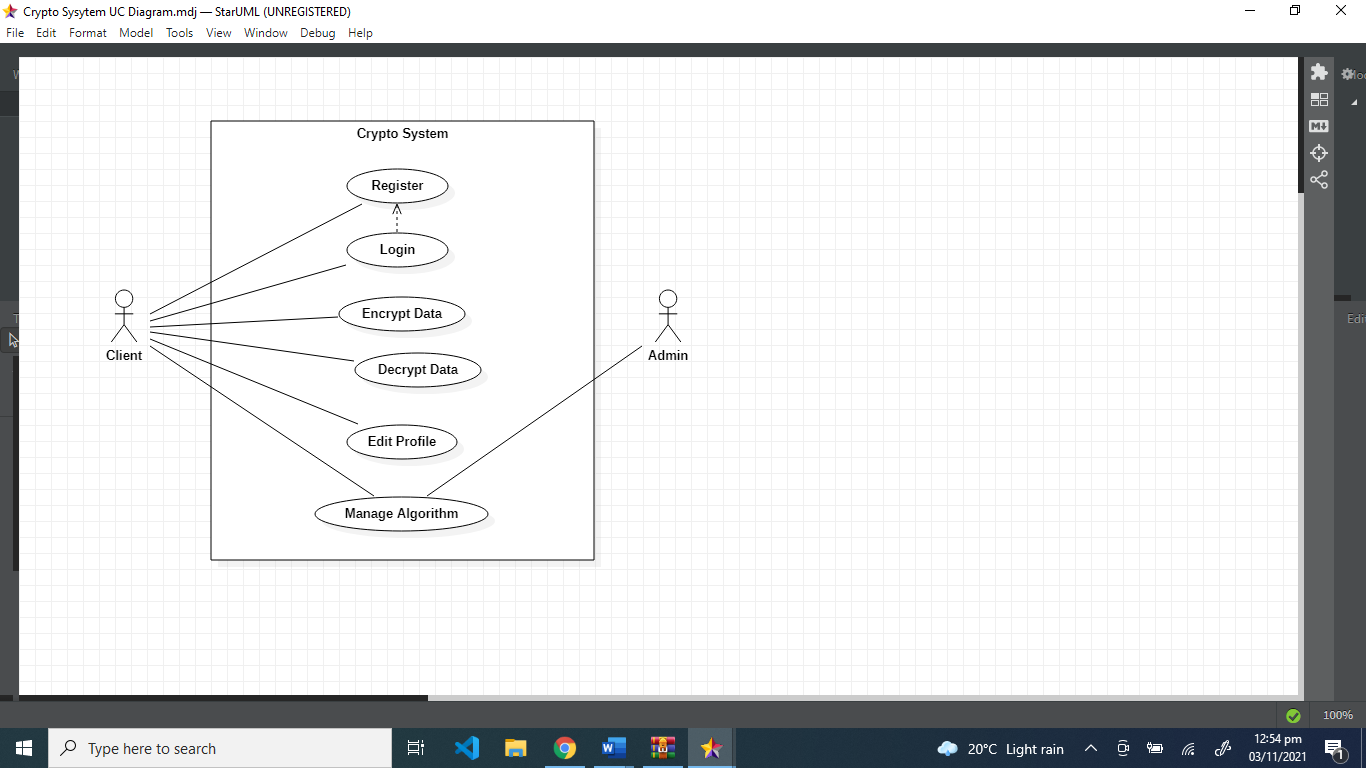 Crypto Sysytem UC Diagram.mdj — StarUML (UNREGISTERED)
File Edit Format Model Tools View Window Debug Help
Crypto System
Register
Login
Encrypt Data
Client
Admin
Decrypt Data
Edit Profile
Manage Algorithm
100%
Type here to search
20°C Light rain
12:54 pm
03/11/2021
1